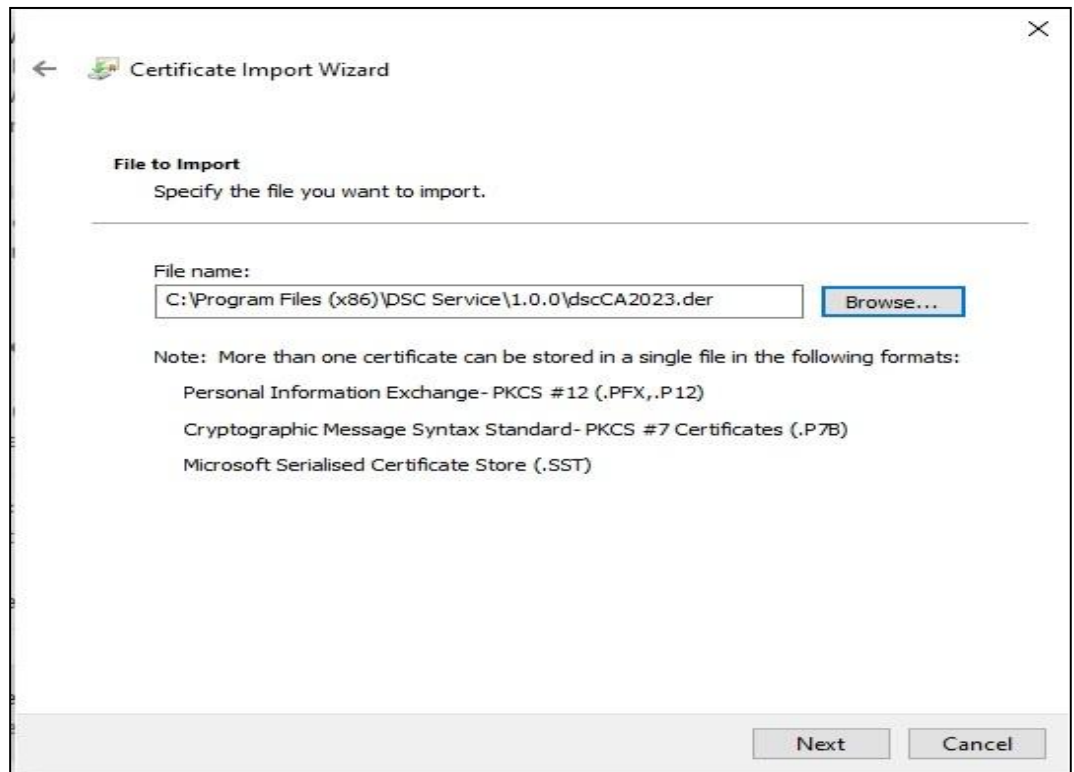 Certificate Import Wizard
File to Import
Specify the file you want to import.
File name:
C:\Program Files (x86)\DSC Service\1.0.0\dscCA2023.der
Browse...
Note: More than one certificate can be stored in a single file in the following formats:
Personal Information Exchange- PKCS #12 (.PFX,.P12)
Cryptographic Message Syntax Standard- PKCS #7 Certificates (.P7B)
Microsoft Serialised Certificate Store (.SST)
Next
Cancel